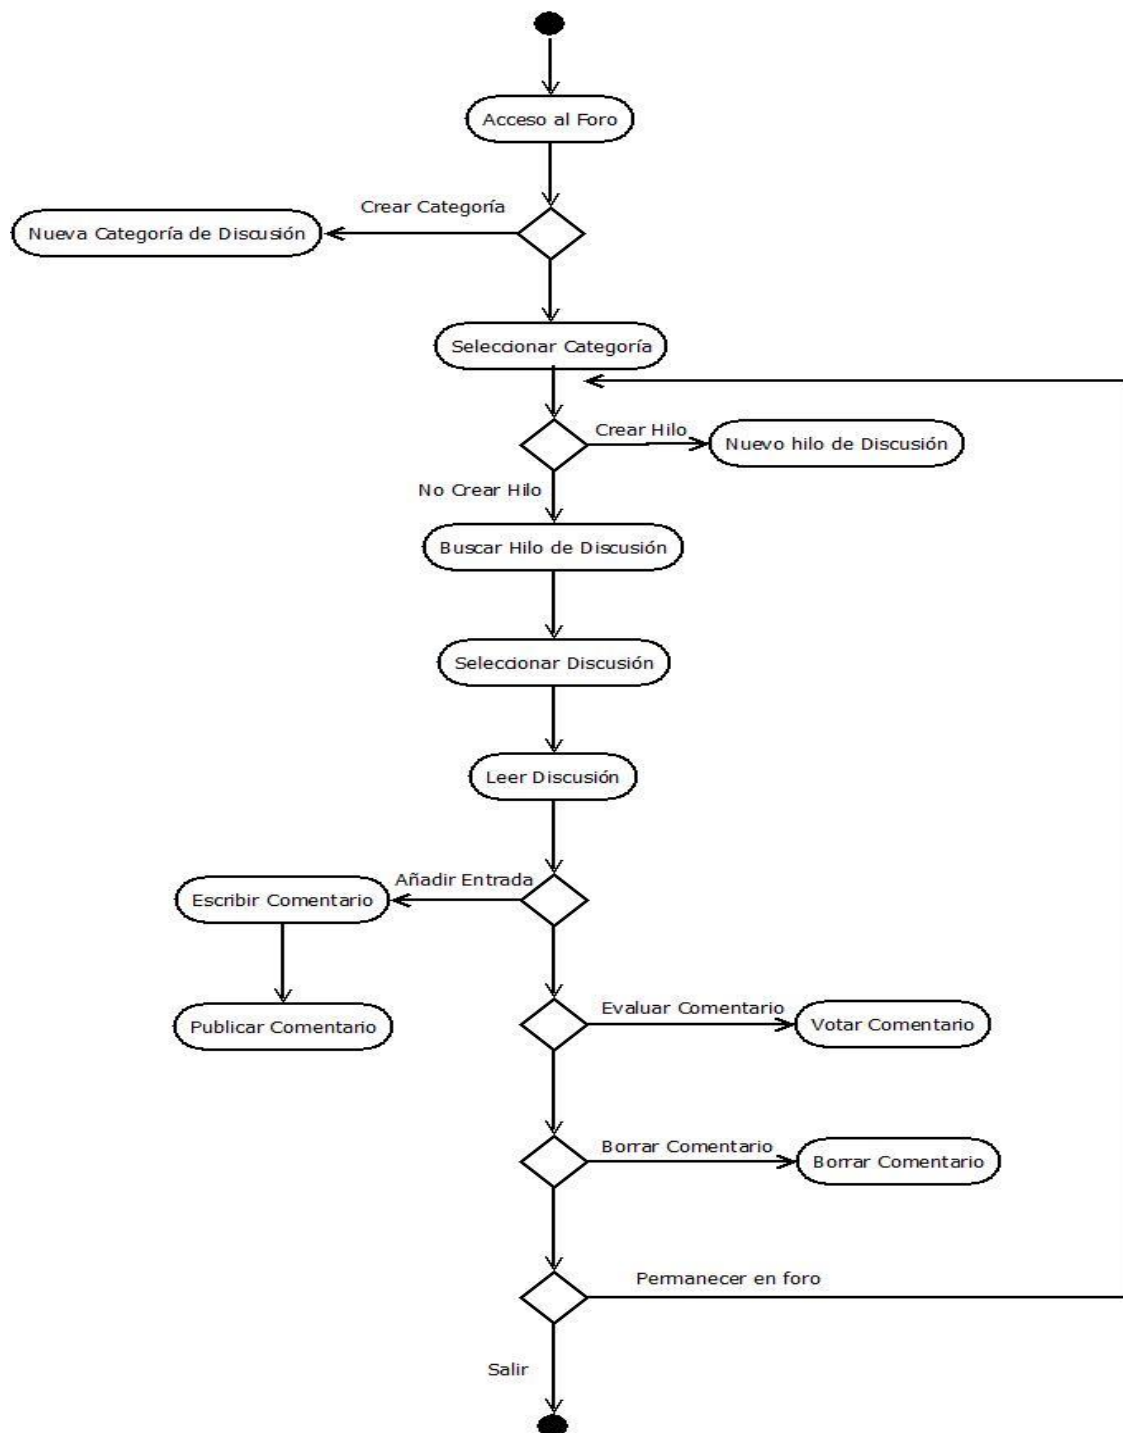 Acceso al Foro
Crear Categoría
Nueva Categoría de Discusión
Seleccionar Categoría
Crear Hilo
Nuevo hilo de Discusión
No Crear Hilo
Buscar Hilo de Discusión
Seleccionar Discusión
Leer Discusión
Añadir Entrada
Escribir Comentario
Evaluar Comentario
Publicar Comentario
Votar Comentario
Borrar Comentario
Borrar Comentario
Permanecer en foro
Salir